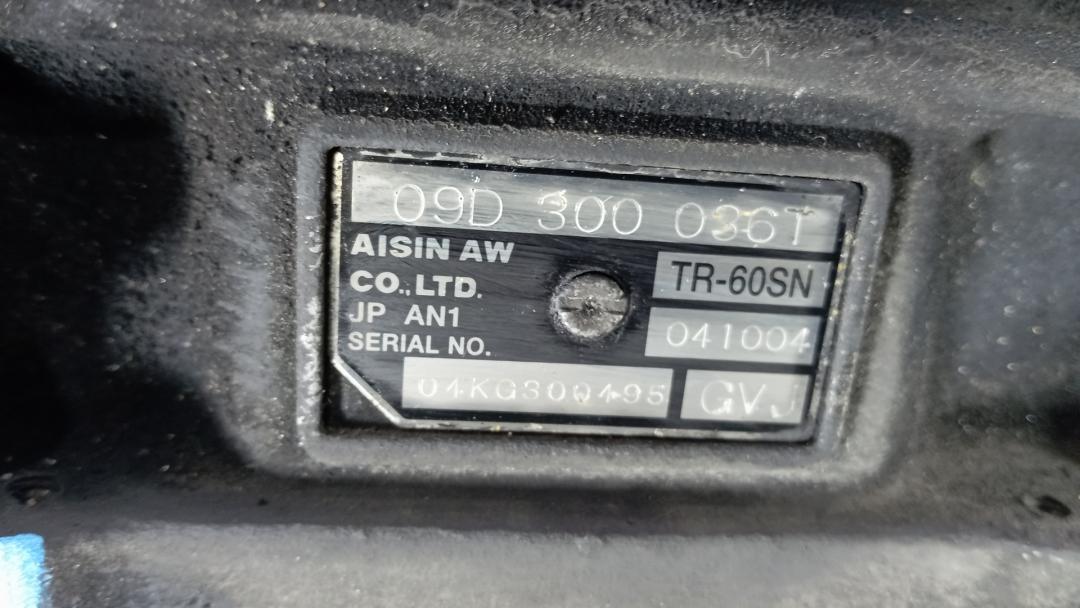 09D 300 036T
AISIN AW
CO.,LTD.
TR-60SN
JP AN1
041004
SERIAL NO.
04KG300495
GVJ